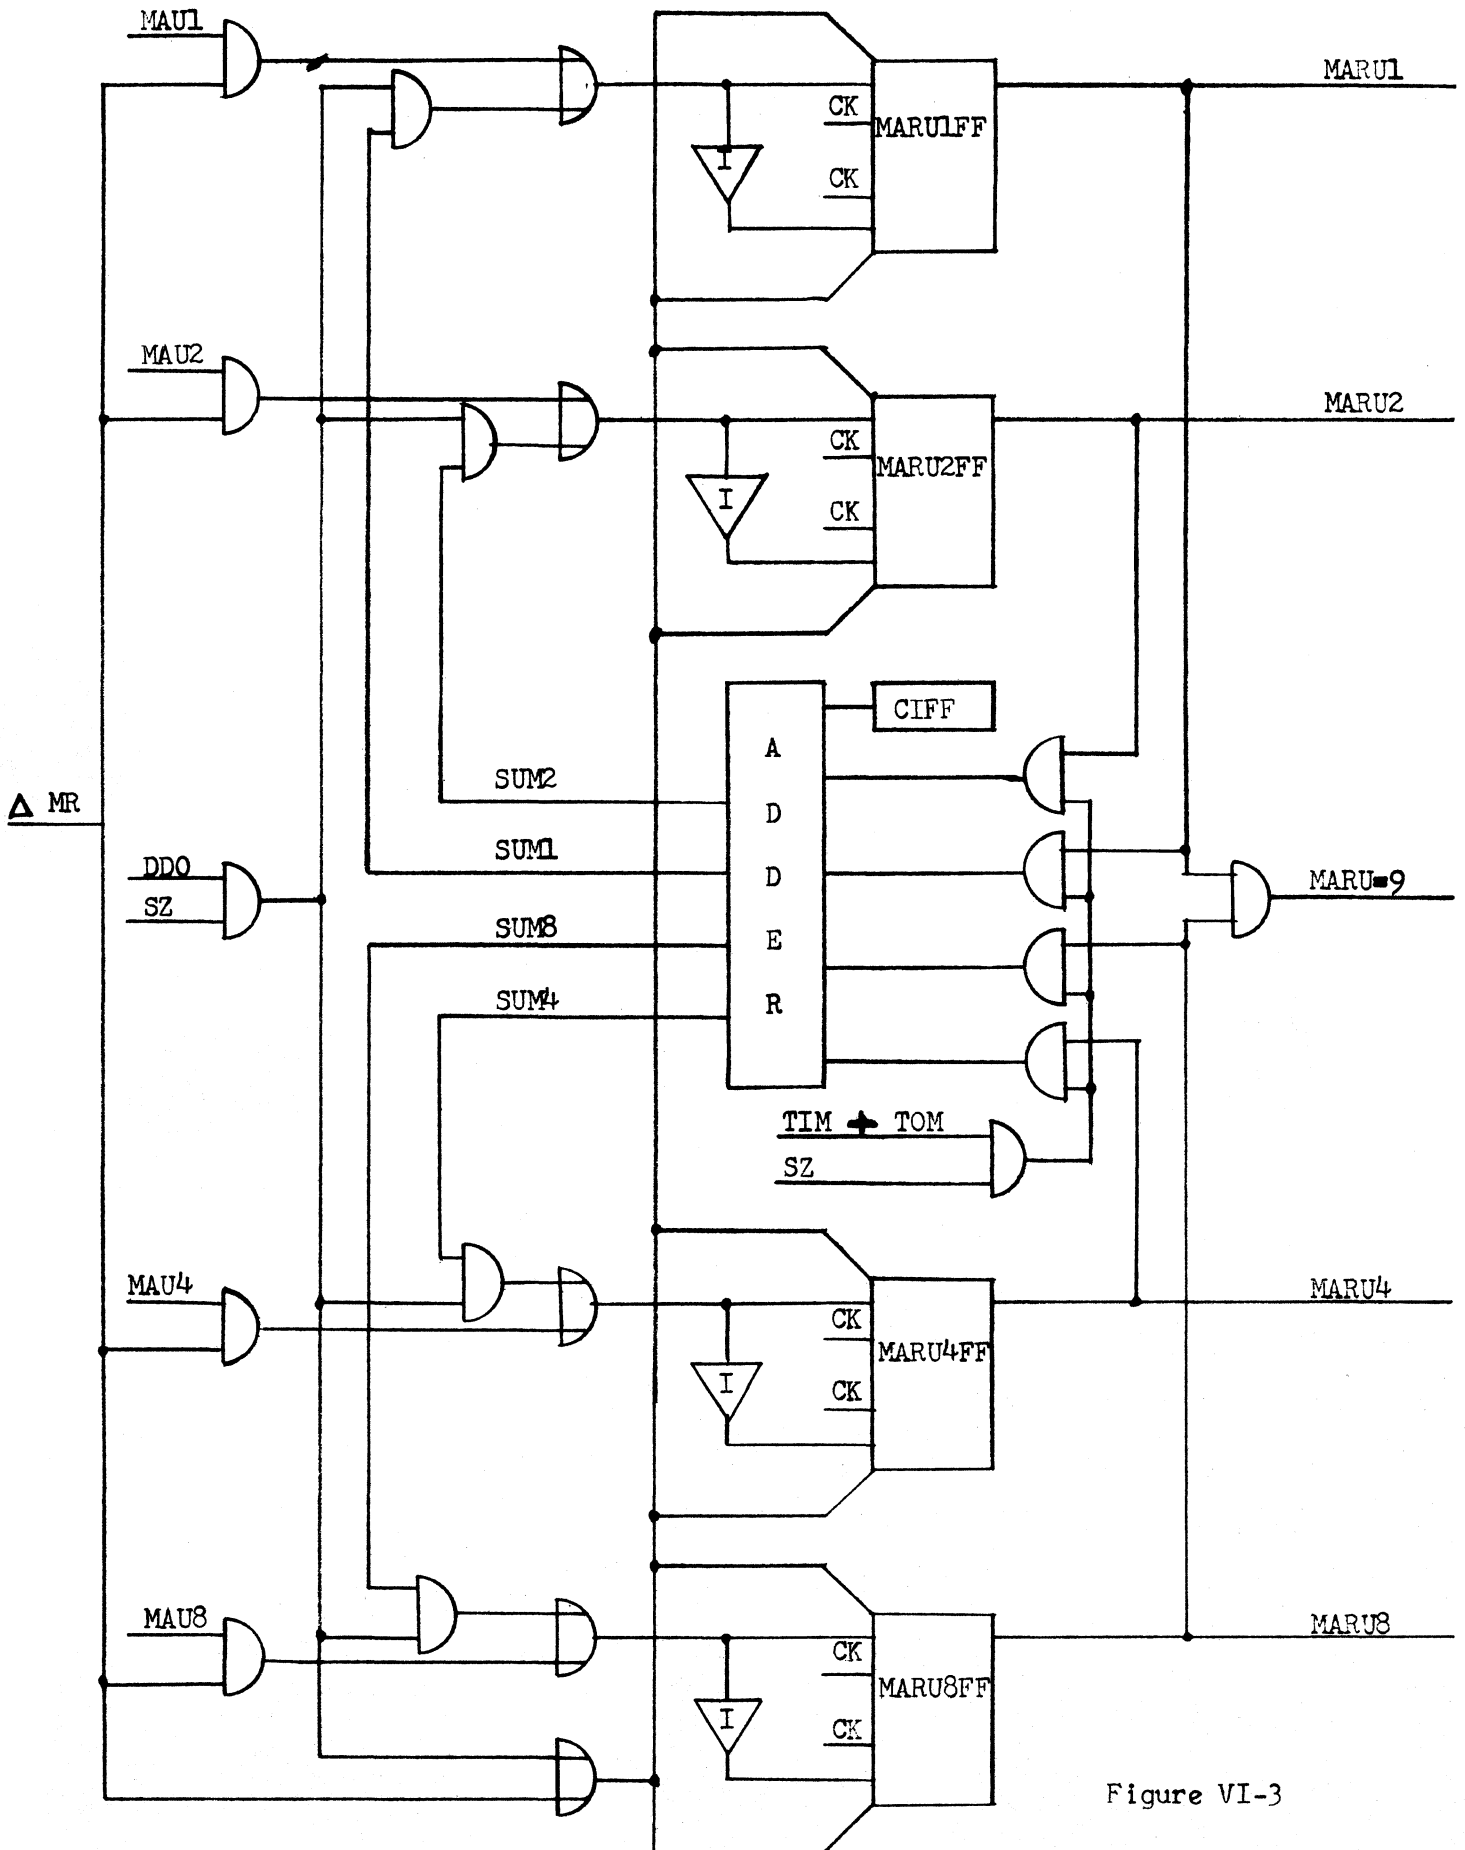 MAU1
MARU1
CK
MARU1FF
I
CK
MAU2
MARU2
CK
MARU2FF
I
CK
CIFF
A
D
D
E
R
SUM2
Δ MR
SUM1
DDO
SZ
MARU=9
SUM8
SUM4
TIM + TOM
SZ
MAU4
MARU4
CK
MARU4FF
I
CK
MAU8
MARU8
CK
MARU8FF
I
CK
Figure VI-3